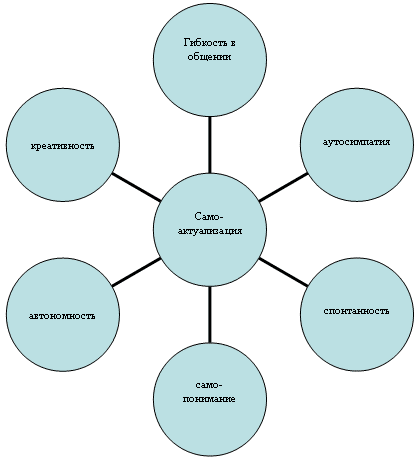 Гибкость в
общении
креативность
аутосимпатия
Само-
актуализация
автономность
спонтанность
само-
понимание